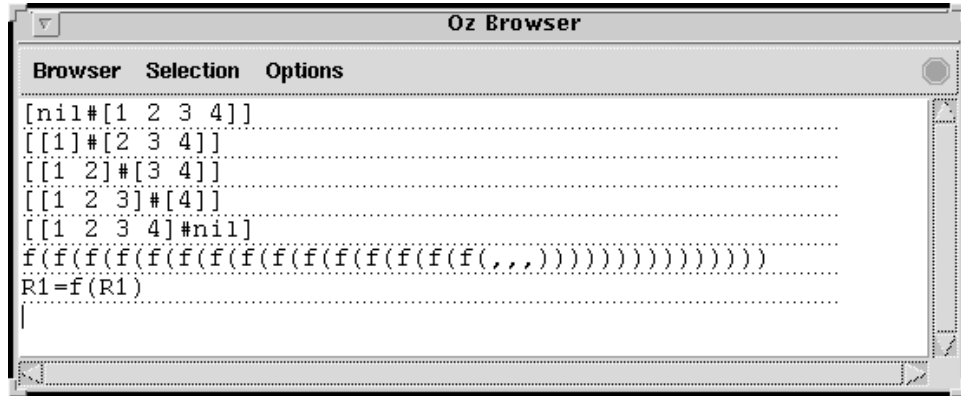 Oz Browser
Browser Selection Options
[nil#[1 2 3 4]]
[[1]#[2 3 4]]
[[1 2]#[3 4]]
[[1 2 3]#[4]]
[[1 2 3 4]#nil]
f(f(f(f(f(f(f(f(f(f(f(f(f(f(f(,,,)))))))))))))))
R1=f(R1)